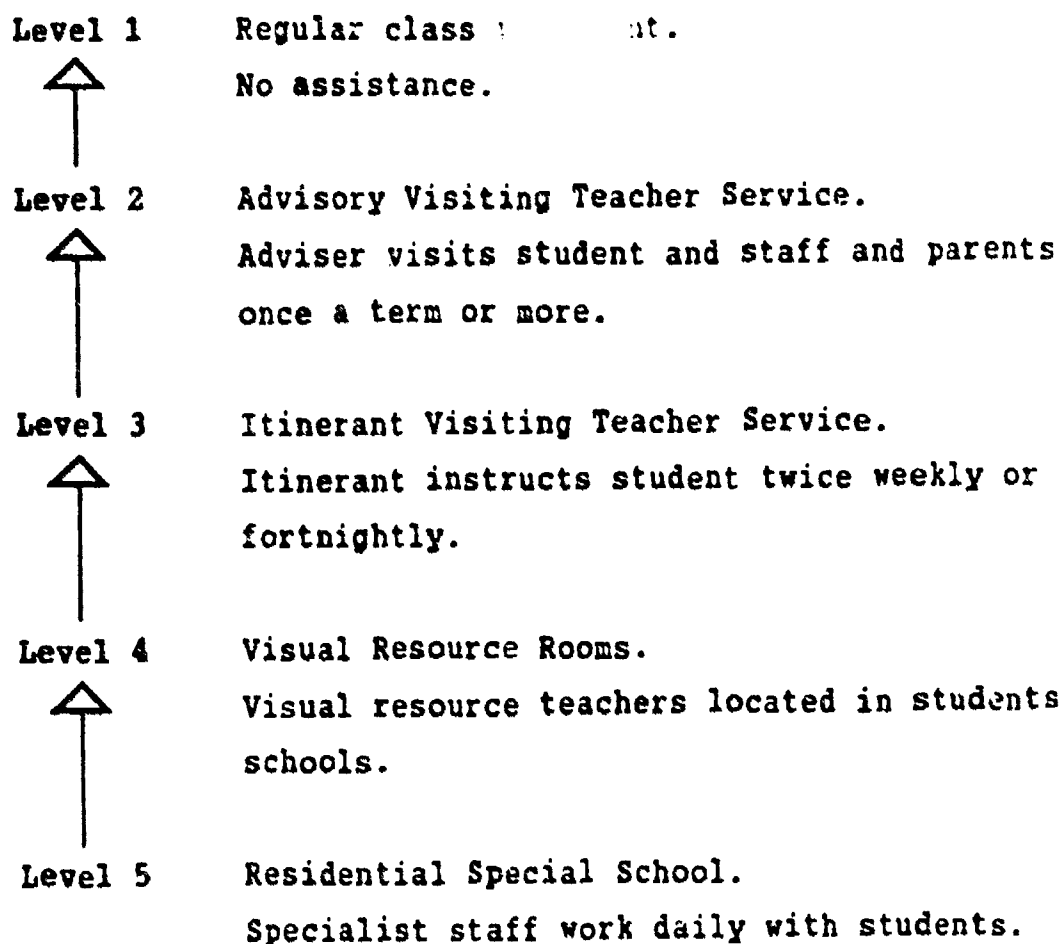 Level 1 Regular class
No assistance.
Level 2 Advisory Visiting Teacher Service.
Adviser visits student and staff and parents
once a term or more.
Level 3 Itinerant Visiting Teacher Service.
Itinerant instructs student twice weekly or
fortnightly.
Level 4 Visual Resource Rooms.
Visual resource teachers located in students
schools.
Level 5 Residential Special School.
Specialist staff work daily with students.